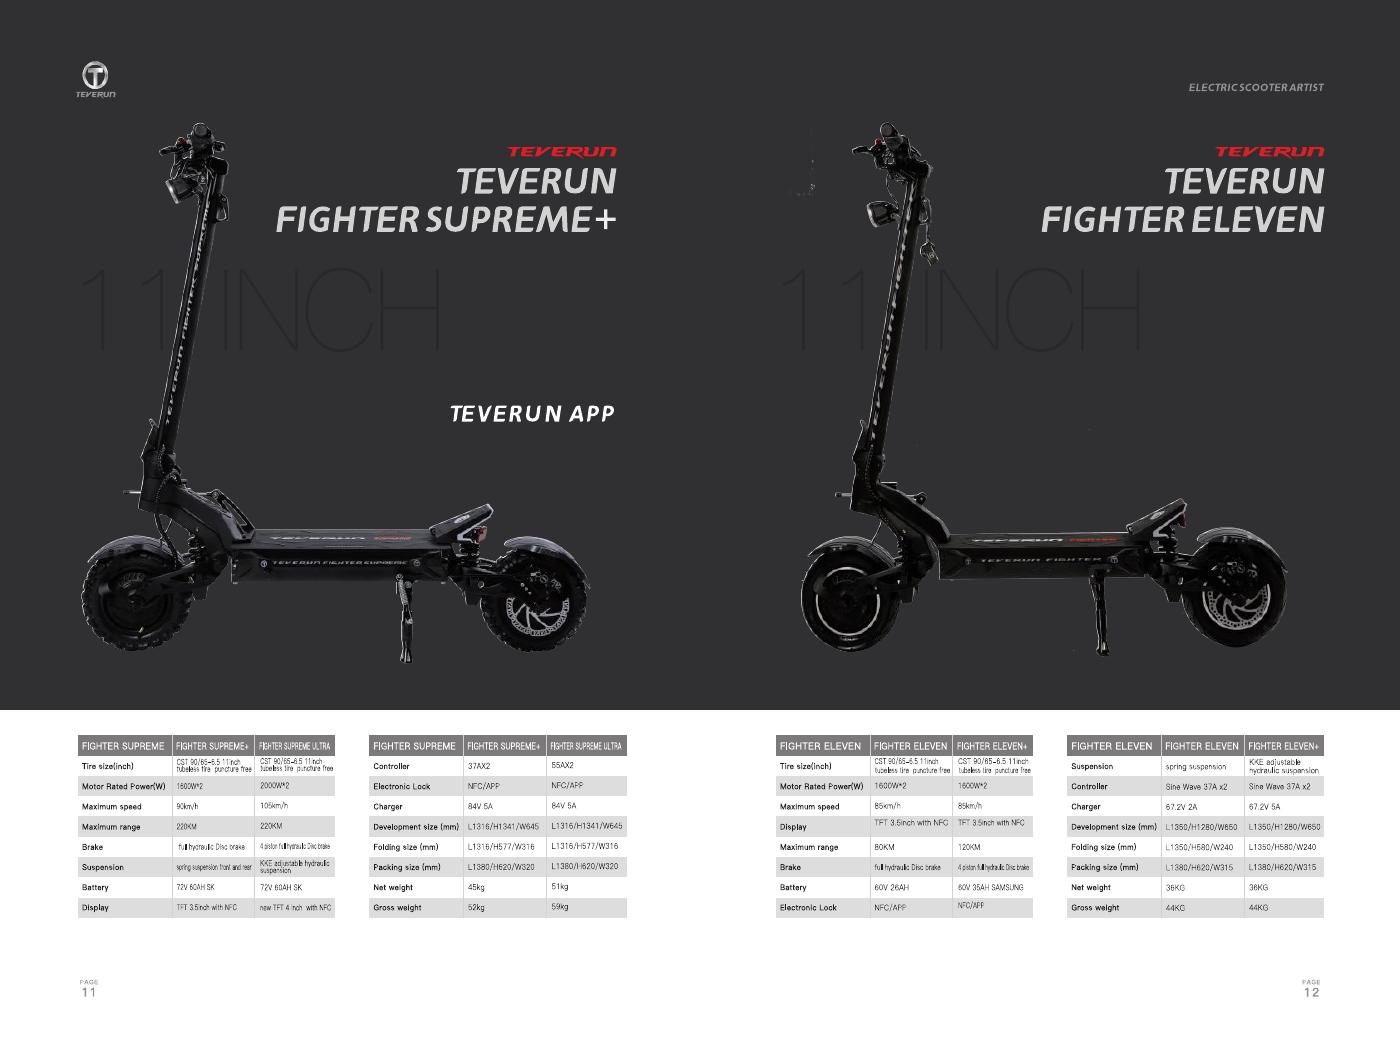 TEVERUN
ELECTRIC SCOOTER ARTIST
TEVERUN
TEVERUN
FIGHTER SUPREME+
11 INCH
TEVERUN APP
TEVERUN FIGHTER SUPREME
TEVERUN
TEVERUN FIGHTER SUPREME
TEVERUN
TEVERUN
FIGHTER ELEVEN
11 INCH
TEVERUN
TEVERUN FIGHTER
FIGHTER SUPREME FIGHTER SUPREME+ FIGHTER SUPREME ULTRA
Tire size(inch) CST 90/65-6.5 11inch tubeless tire puncture free CST 90/65-6.5 11inch tubeless tire puncture free
Motor Rated Power(W) 1600W*2 2000W*2
Maximum speed 90km/h 105km/h
Maximum range 220KM 220KM
Brake full hydraulic Disc brake 4 piston full hydraulic Disc brake
Suspension spring suspension front and rear KKE adjustable hydraulic suspension
Battery 72V 60AH SK 72V 60AH SK
Display TFT 3.5inch with NFC new TFT 4 inch with NFC
FIGHTER SUPREME FIGHTER SUPREME+ FIGHTER SUPREME ULTRA
Controller 37AX2 55AX2
Electronic Lock NFC/APP NFC/APP
Charger 84V 5A 84V 5A
Development size (mm) L1316/H1341/W645 L1316/H1341/W645
Folding size (mm) L1316/H577/W316 L1316/H577/W316
Packing size (mm) L1380/H620/W320 L1380/H620/W320
Net weight 45kg 51kg
Gross weight 52kg 59kg
FIGHTER ELEVEN FIGHTER ELEVEN FIGHTER ELEVEN+
Tire size(inch) CST 90/65-6.5 11inch tubeless tire puncture free CST 90/65-6.5 11inch tubeless tire puncture free
Motor Rated Power(W) 1600W*2 1600W*2
Maximum speed 85km/h 85km/h
Display TFT 3.5inch with NFC TFT 3.5inch with NFC
Maximum range 80KM 120KM
Brake full hydraulic Disc brake 4 piston full hydraulic Disc brake
Battery 60V 26AH 60V 35AH SAMSUNG
Electronic Lock NFC/APP NFC/APP
FIGHTER ELEVEN FIGHTER ELEVEN FIGHTER ELEVEN+
Suspension spring suspension KKE adjustable hydraulic suspension
Controller Sine Wave 37A x2 Sine Wave 37A x2
Charger 67.2V 2A 67.2V 5A
Development size (mm) L1350/H1280/W650 L1350/H1280/W650
Folding size (mm) L1350/H580/W240 L1350/H580/W240
Packing size (mm) L1380/H620/W315 L1380/H620/W315
Net weight 36KG 36KG
Gross weight 44KG 44KG
PAGE
11
PAGE
12